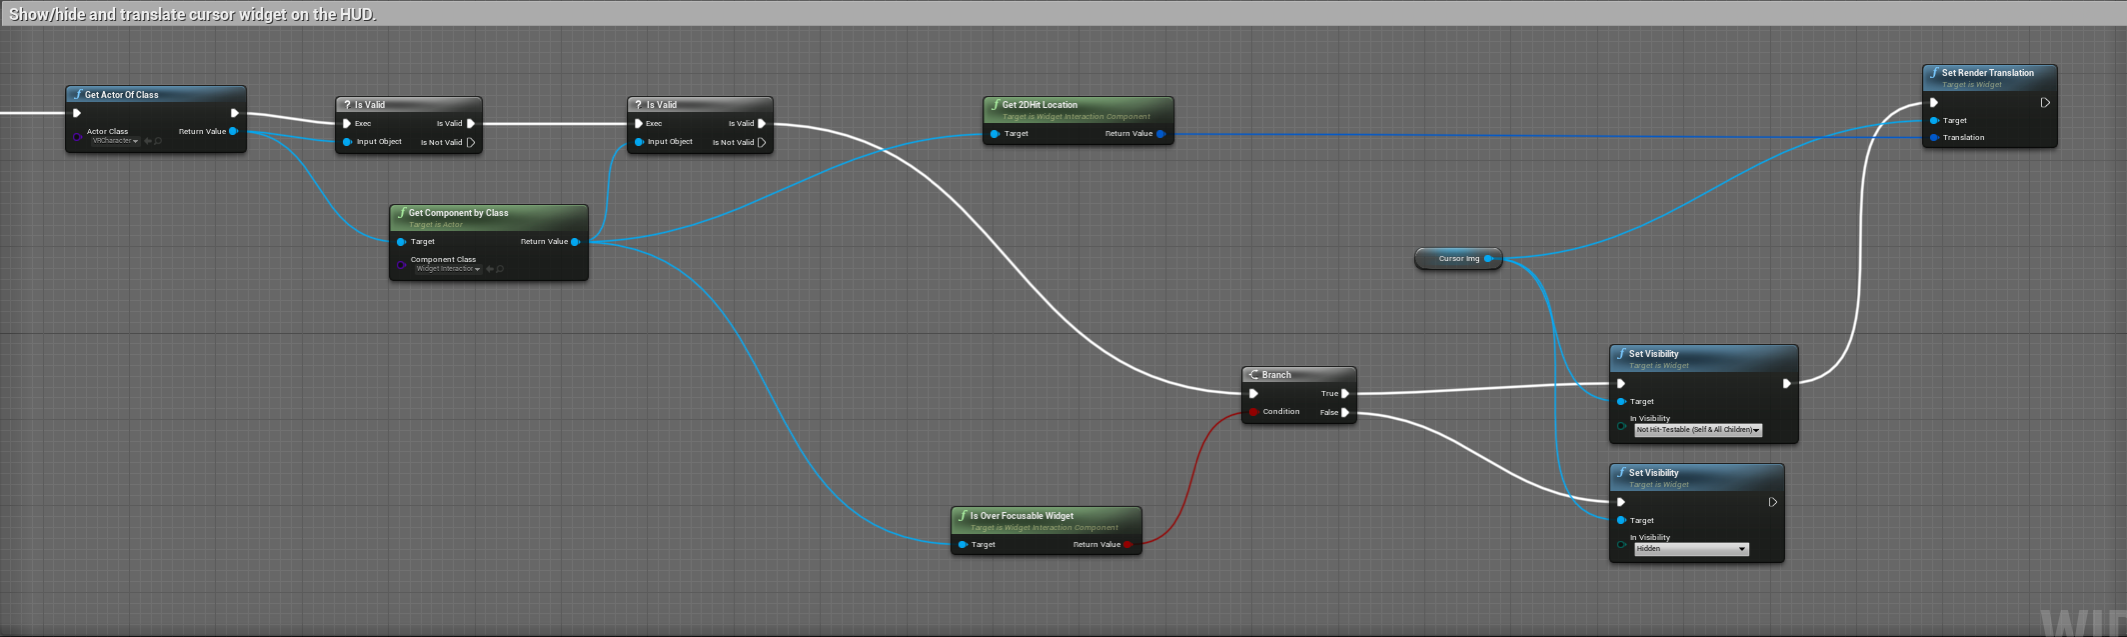 Show/hide and translate cursor widget on the HUD.
Get Actor Of Class
Actor Class
VRCharacter
Return Value
? Is Valid
Exec
Is Valid
Input Object
Is Not Valid
? Is Valid
Exec
Is Valid
Input Object
Is Not Valid
Get Component by Class
Target is Actor
Target
Return Value
Component Class
Widget Interaction
Get 2DHit Location
Target is Widget Interaction Component
Target
Return Value
Set Render Translation
Target is Widget
Target
Translation
Cursor Img
Branch
True
Condition
False
Set Visibility
Target is Widget
Target
In Visibility
Not Hit-Testable (Self & All Children)
Set Visibility
Target is Widget
Target
In Visibility
Hidden
Is Over Focusable Widget
Target is Widget Interaction Component
Target
Return Value